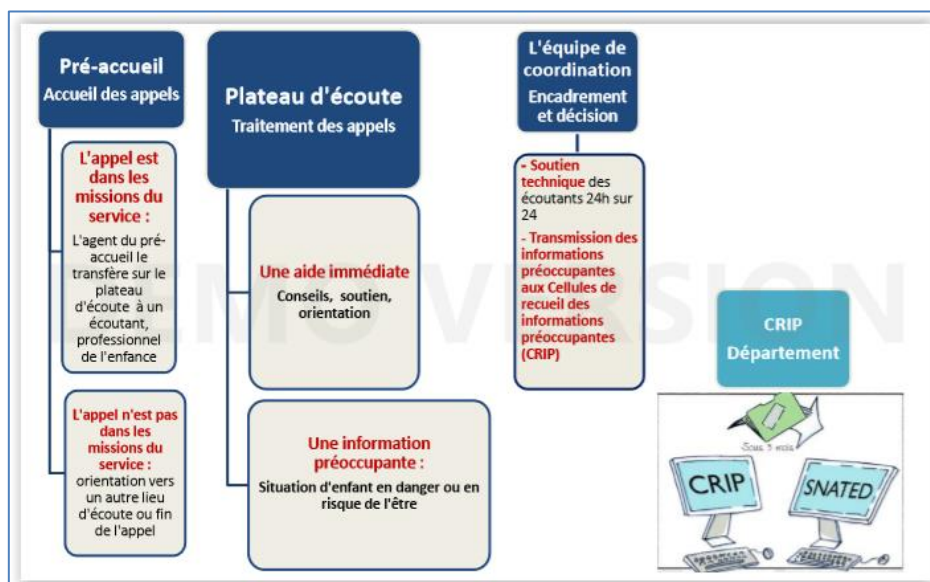 Pré-accueil
Accueil des appels
L'appel est
dans les
missions du
service :
L'agent du pré-
accueil le
transfère sur le
plateau
d'écoute à un
écoutant,
professionnel
de l'enfance
L'appel n'est pas
dans les
missions du
service :
orientation vers
un autre lieu
d'écoute ou fin
de l'appel
Plateau d'écoute
Traitement des appels
Une aide immédiate
Conseils, soutien,
orientation
Une information
préoccupante :
Situation d'enfant en danger ou en
risque de l'être
L'équipe de
coordination
Encadrement
et décision
- Soutien
technique des
écoutants 24h sur
24
- Transmission des
informations
préoccupantes
aux Cellules de
recueil des
informations
préoccupantes
(CRIP)
CRIP
Département
Sous 3 mois
CRIP
SNATED
DEMO VERSION